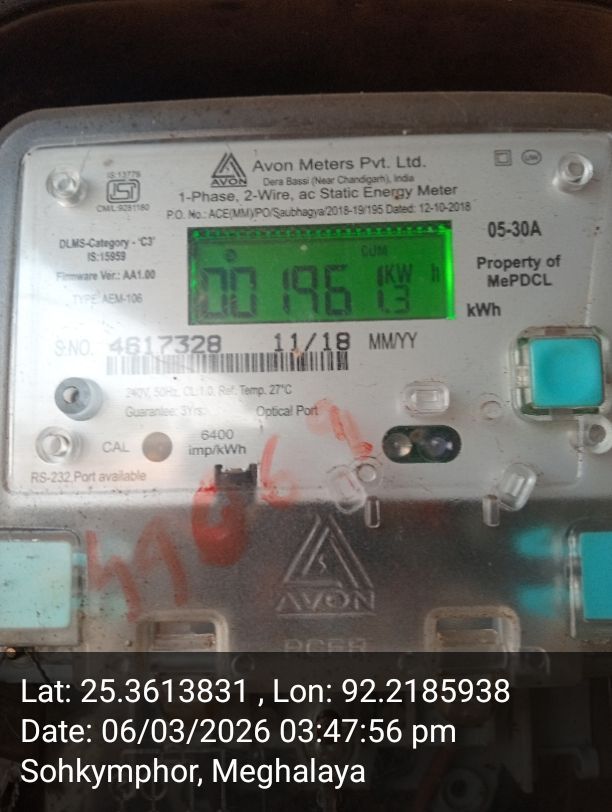 IS:13779
ISI
CM/L 9291160
AVON
Avon Meters Pvt. Ltd.
Dera Bassi (Near Chandigarh), India
1-Phase, 2-Wire, ac Static Energy Meter
P.O. No.: ACE(MM)/PO/Saubhagya/2018-19/195 Dated: 12-10-2018
DLMS-Category - 'C3'
IS:15959
Firmware Ver.: AA1.00
TYPE AEM-106
CUM
001961.3 KW h
05-30A
Property of
MePDCL
kWh
S.NO. 4617328 11/18 MM/YY
240V, 50Hz, CL:1.0, Ref. Temp. 27°C
Guarantee: 5Yrs.
Optical Port
CAL
6400
imp/kWh
RS-232 Port available
AVON
Lat: 25.3613831 , Lon: 92.2185938
Date: 06/03/2026 03:47:56 pm
Sohkymphor, Meghalaya